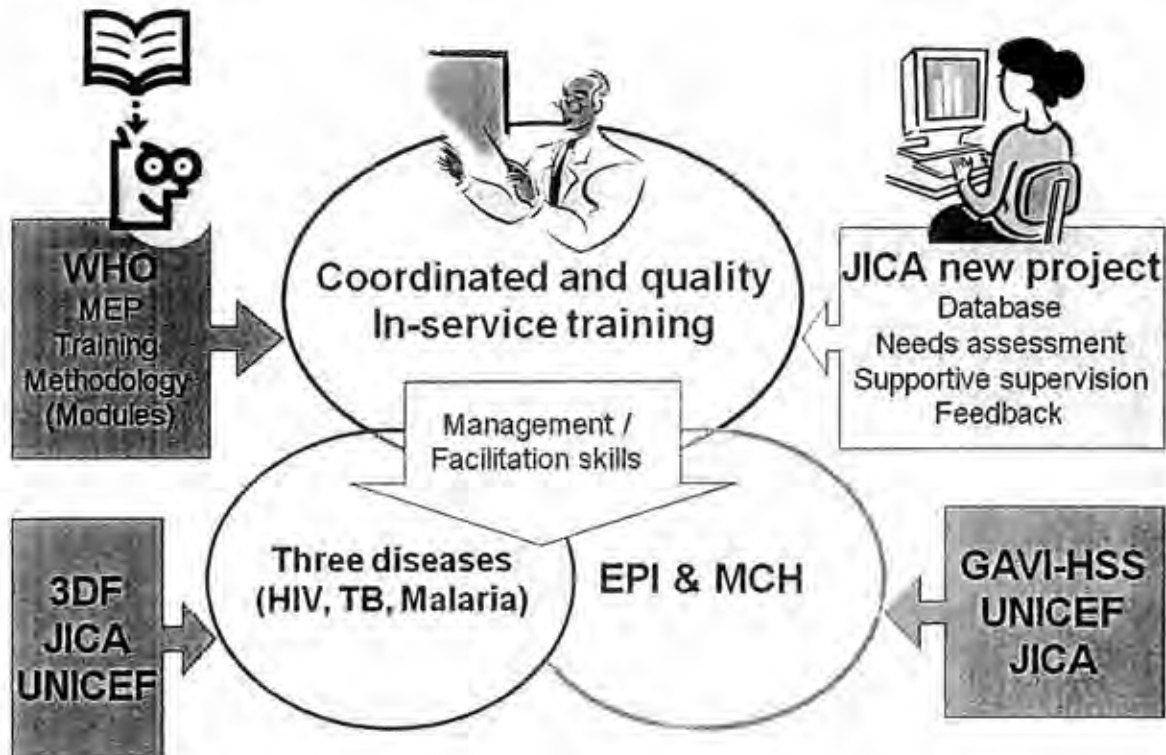 WHO
MEP
Training
Methodology
(Modules)
Coordinated and quality
In-service training
JICA new project
Database
Needs assessment
Supportive supervision
Feedback
Management /
Facilitation skills
3DF
JICA
UNICEF
Three diseases
(HIV, TB, Malaria)
EPI & MCH
GAVI-HSS
UNICEF
JICA